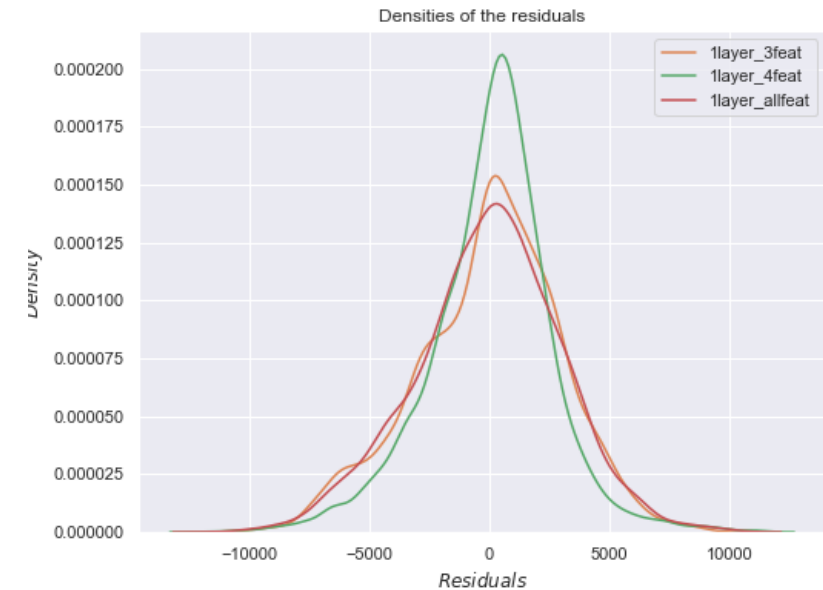 Densities of the residuals
1layer_3feat
1layer_4feat
1layer_allfeat
0.000200
0.000175
0.000150
0.000125
0.000100
0.000075
0.000050
0.000025
0.000000
Density
−10000
−5000
0
5000
10000
Residuals